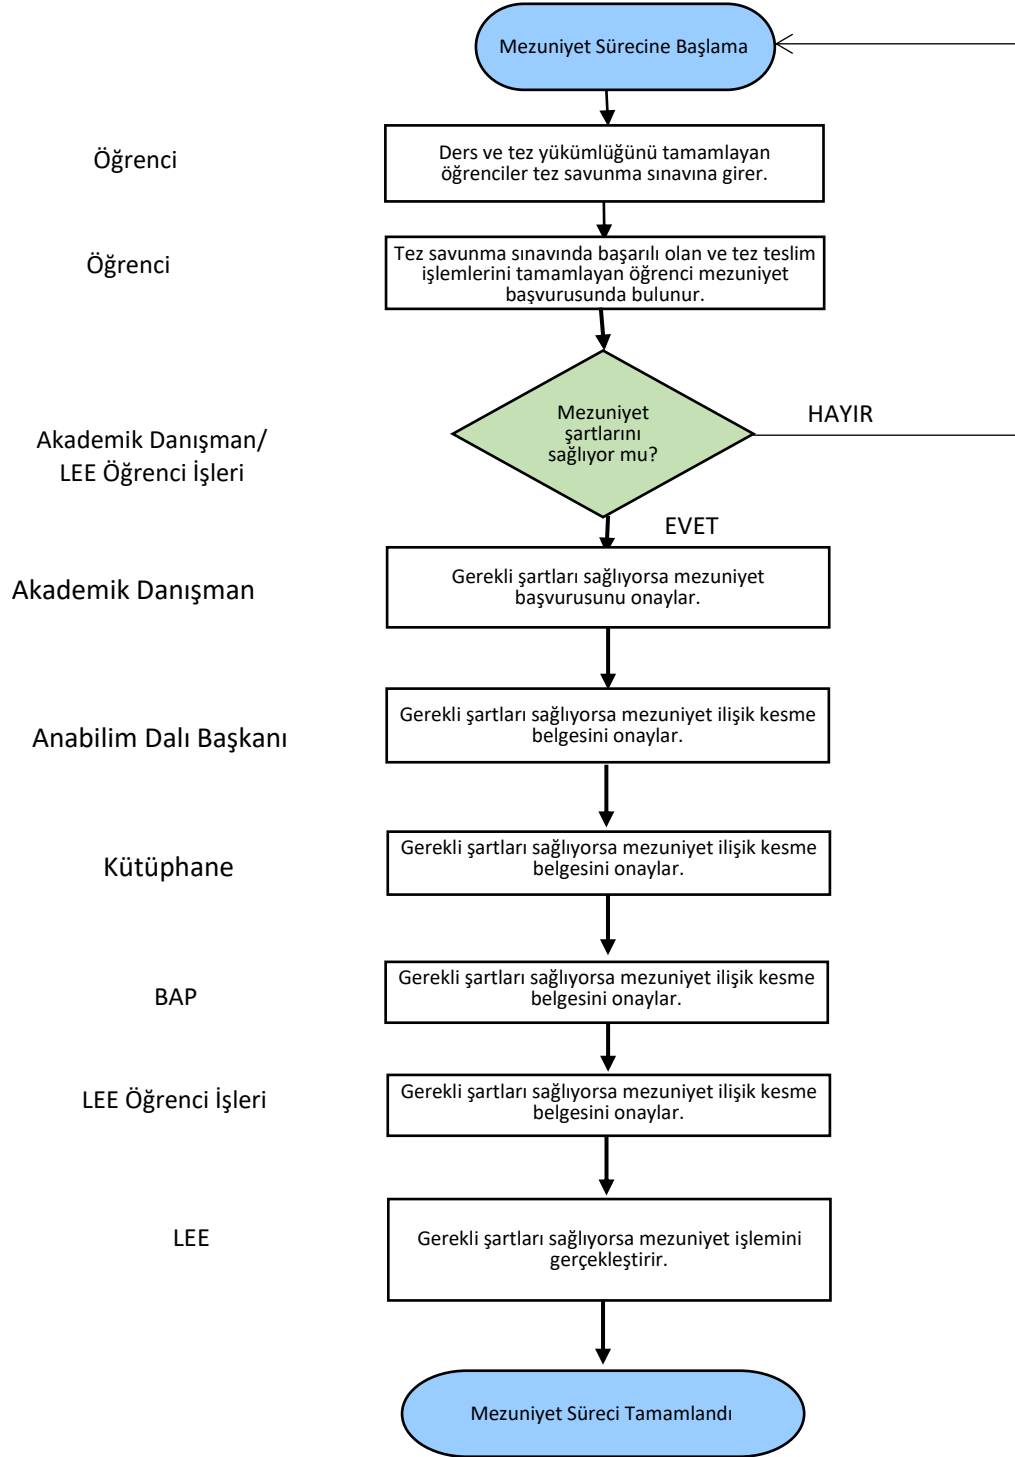 Mezuniyet Sürecine Başlama
Öğrenci
Ders ve tez yükümlüğünü tamamlayan
öğrenciler tez savunma sınavına girer.
Öğrenci
Tez savunma sınavında başarılı olan ve tez teslim
işlemlerini tamamlayan öğrenci mezuniyet
başvurusunda bulunur.
Akademik Danışman/
LEE Öğrenci İşleri
Mezuniyet
şartlarını
sağlıyor mu?
HAYIR
EVET
Akademik Danışman
Gerekli şartları sağlıyorsa mezuniyet
başvurusunu onaylar.
Anabilim Dalı Başkanı
Gerekli şartları sağlıyorsa mezuniyet ilişik kesme
belgesini onaylar.
Kütüphane
Gerekli şartları sağlıyorsa mezuniyet ilişik kesme
belgesini onaylar.
BAP
Gerekli şartları sağlıyorsa mezuniyet ilişik kesme
belgesini onaylar.
LEE Öğrenci İşleri
Gerekli şartları sağlıyorsa mezuniyet ilişik kesme
belgesini onaylar.
LEE
Gerekli şartları sağlıyorsa mezuniyet işlemini
gerçekleştirir.
Mezuniyet Süreci Tamamlandı